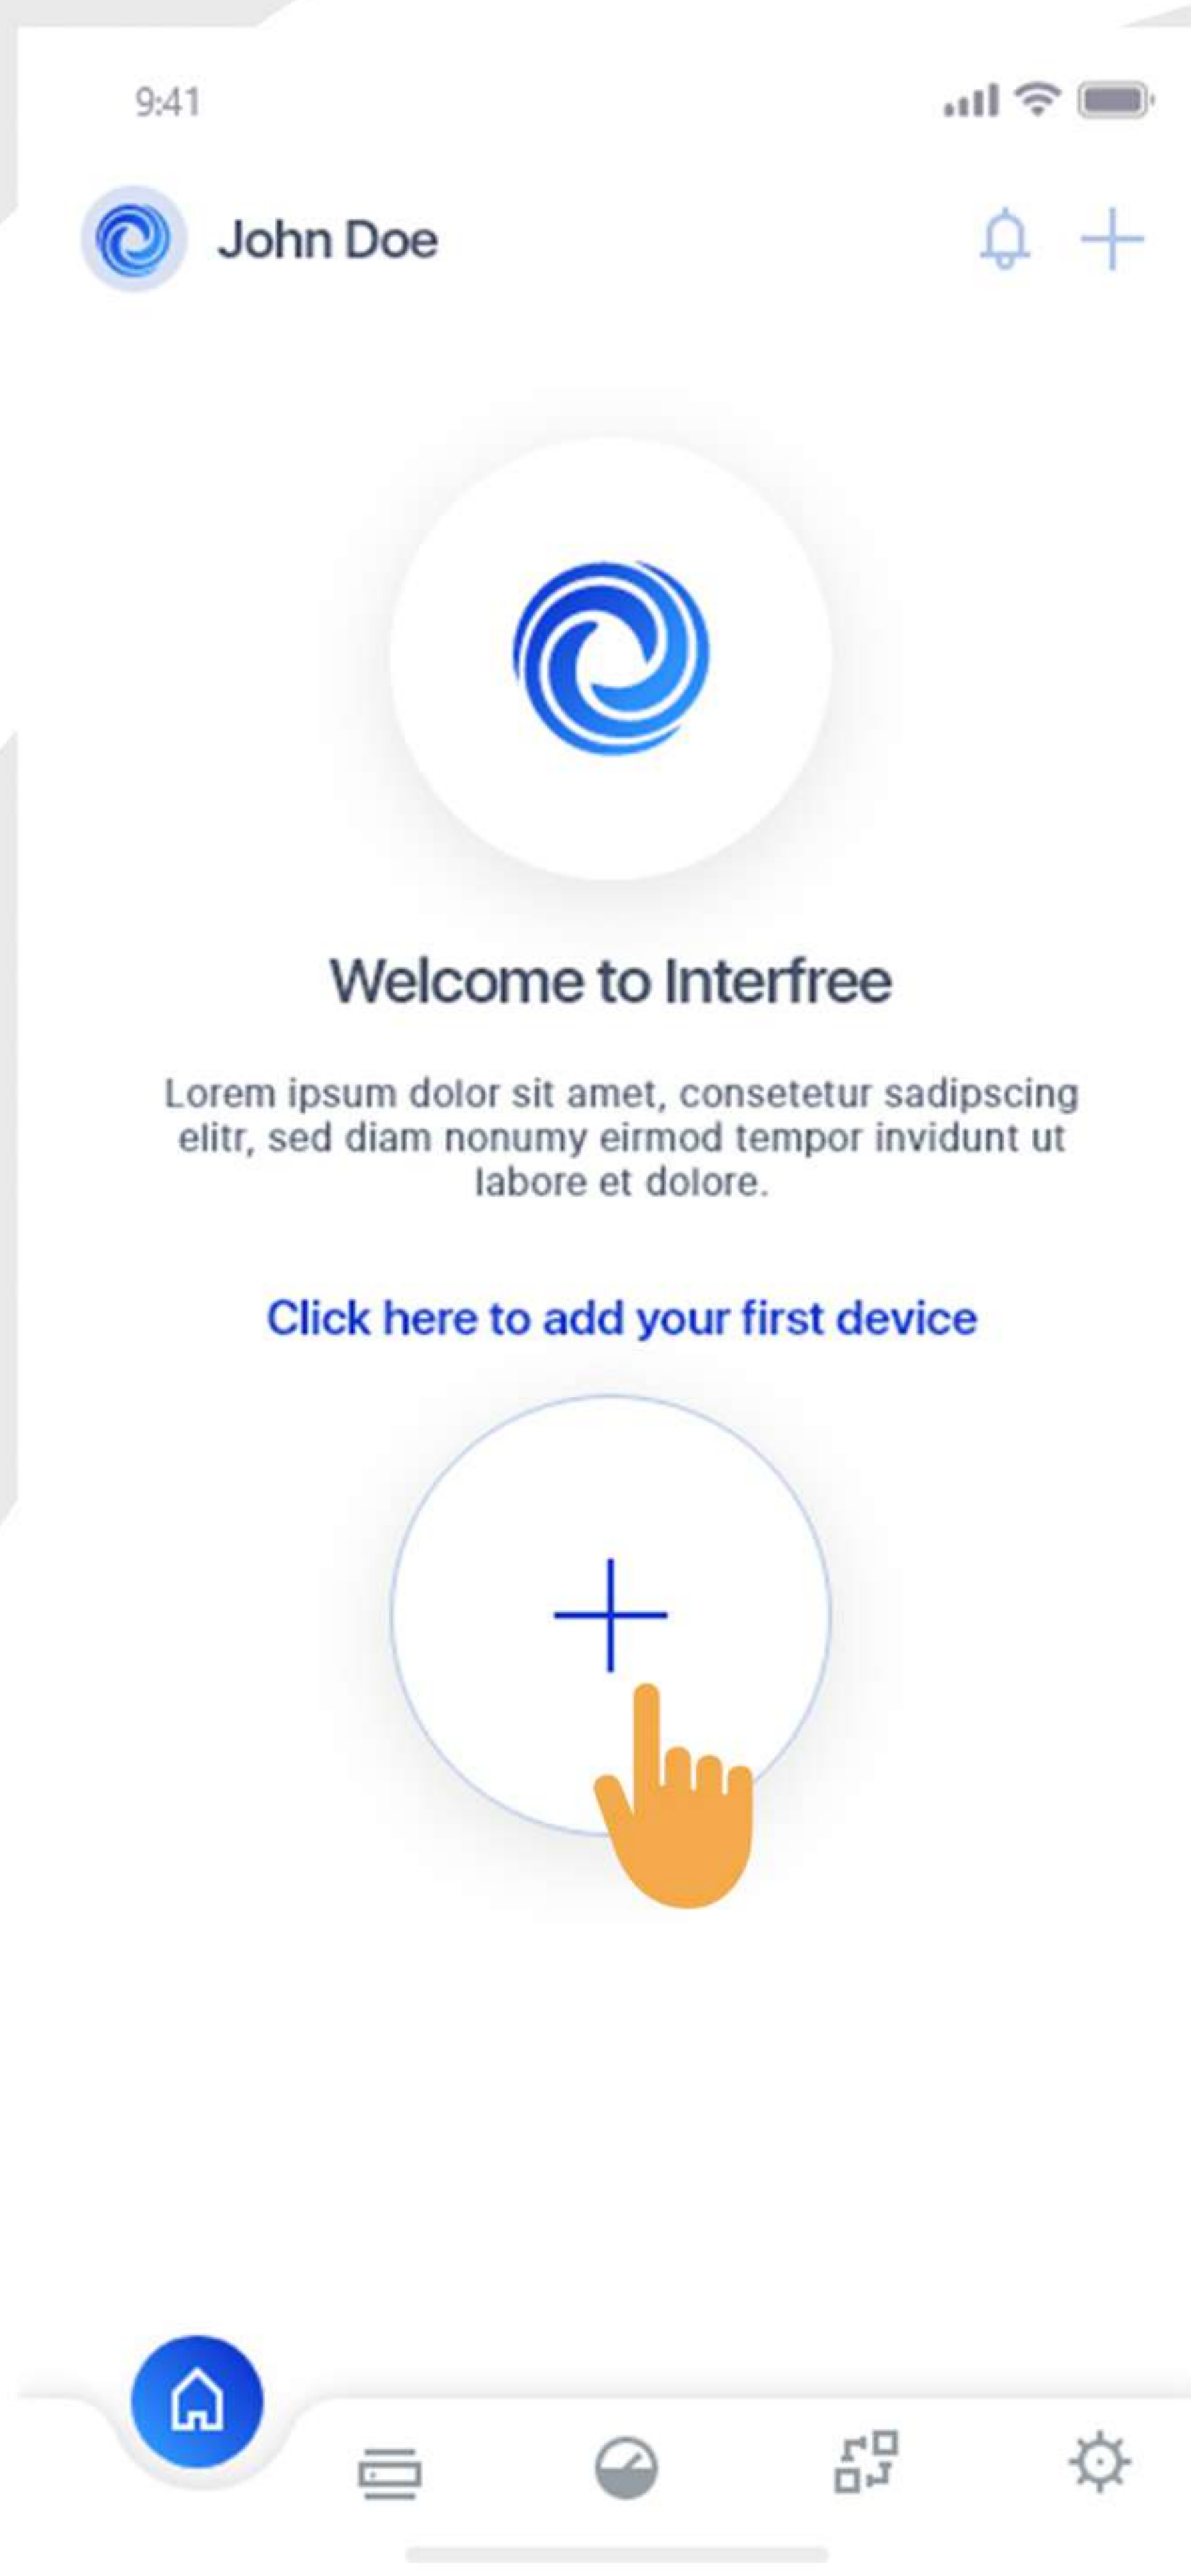 9:41
John Doe
Welcome to Interfree
Lorem ipsum dolor sit amet, consetetur sadipscing
elitr, sed diam nonumy eirmod tempor invidunt ut
labore et dolore.
Click here to add your first device